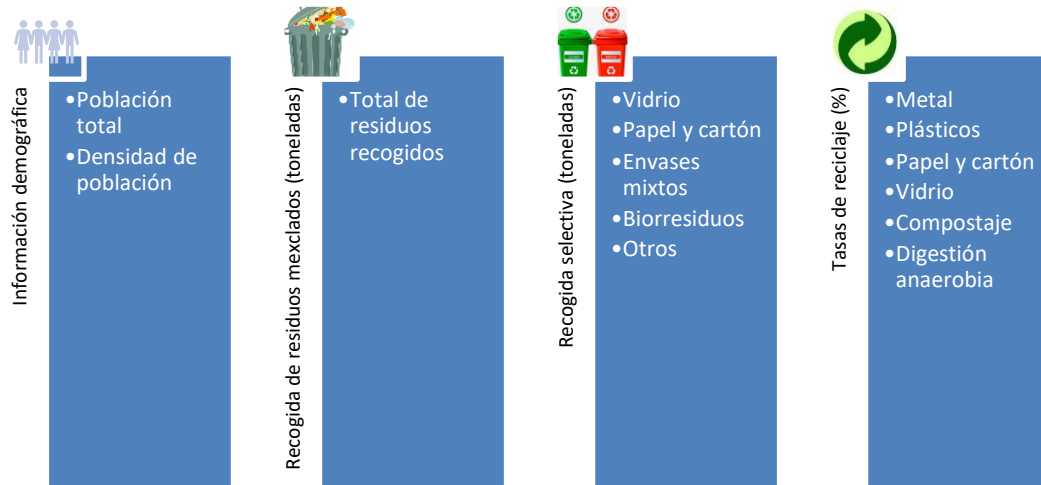 Información demográfica
•Población
total
•Densidad de
población
Recogida de residuos mexclados (toneladas)
•Total de
residuos
recogidos
Recogida selectiva (toneladas)
•Vidrio
•Papel y cartón
•Envases
mixtos
•Biorresiduos
•Otros
Tasas de reciclaje (%)
•Metal
•Plásticos
•Papel y cartón
•Vidrio
•Compostaje
•Digestión
anaerobia